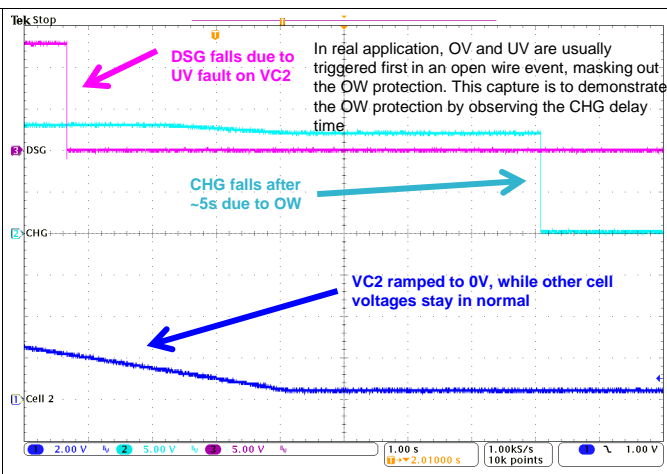 Tek Stop
DSG falls due to
UV fault on VC2
In real application, OV and UV are usually
triggered first in an open wire event, masking out
the OW protection. This capture is to demonstrate
the OW protection by observing the CHG delay
time
3 DSG
CHG falls after
~5s due to OW
2 CHG
VC2 ramped to 0V, while other cell
voltages stay in normal
1 Cell 2
1 2.00 V 2 5.00 V 3 5.00 V
1.00 s
T→▼2.01000 s
1.00kS/s
10k points
1 1.00 V